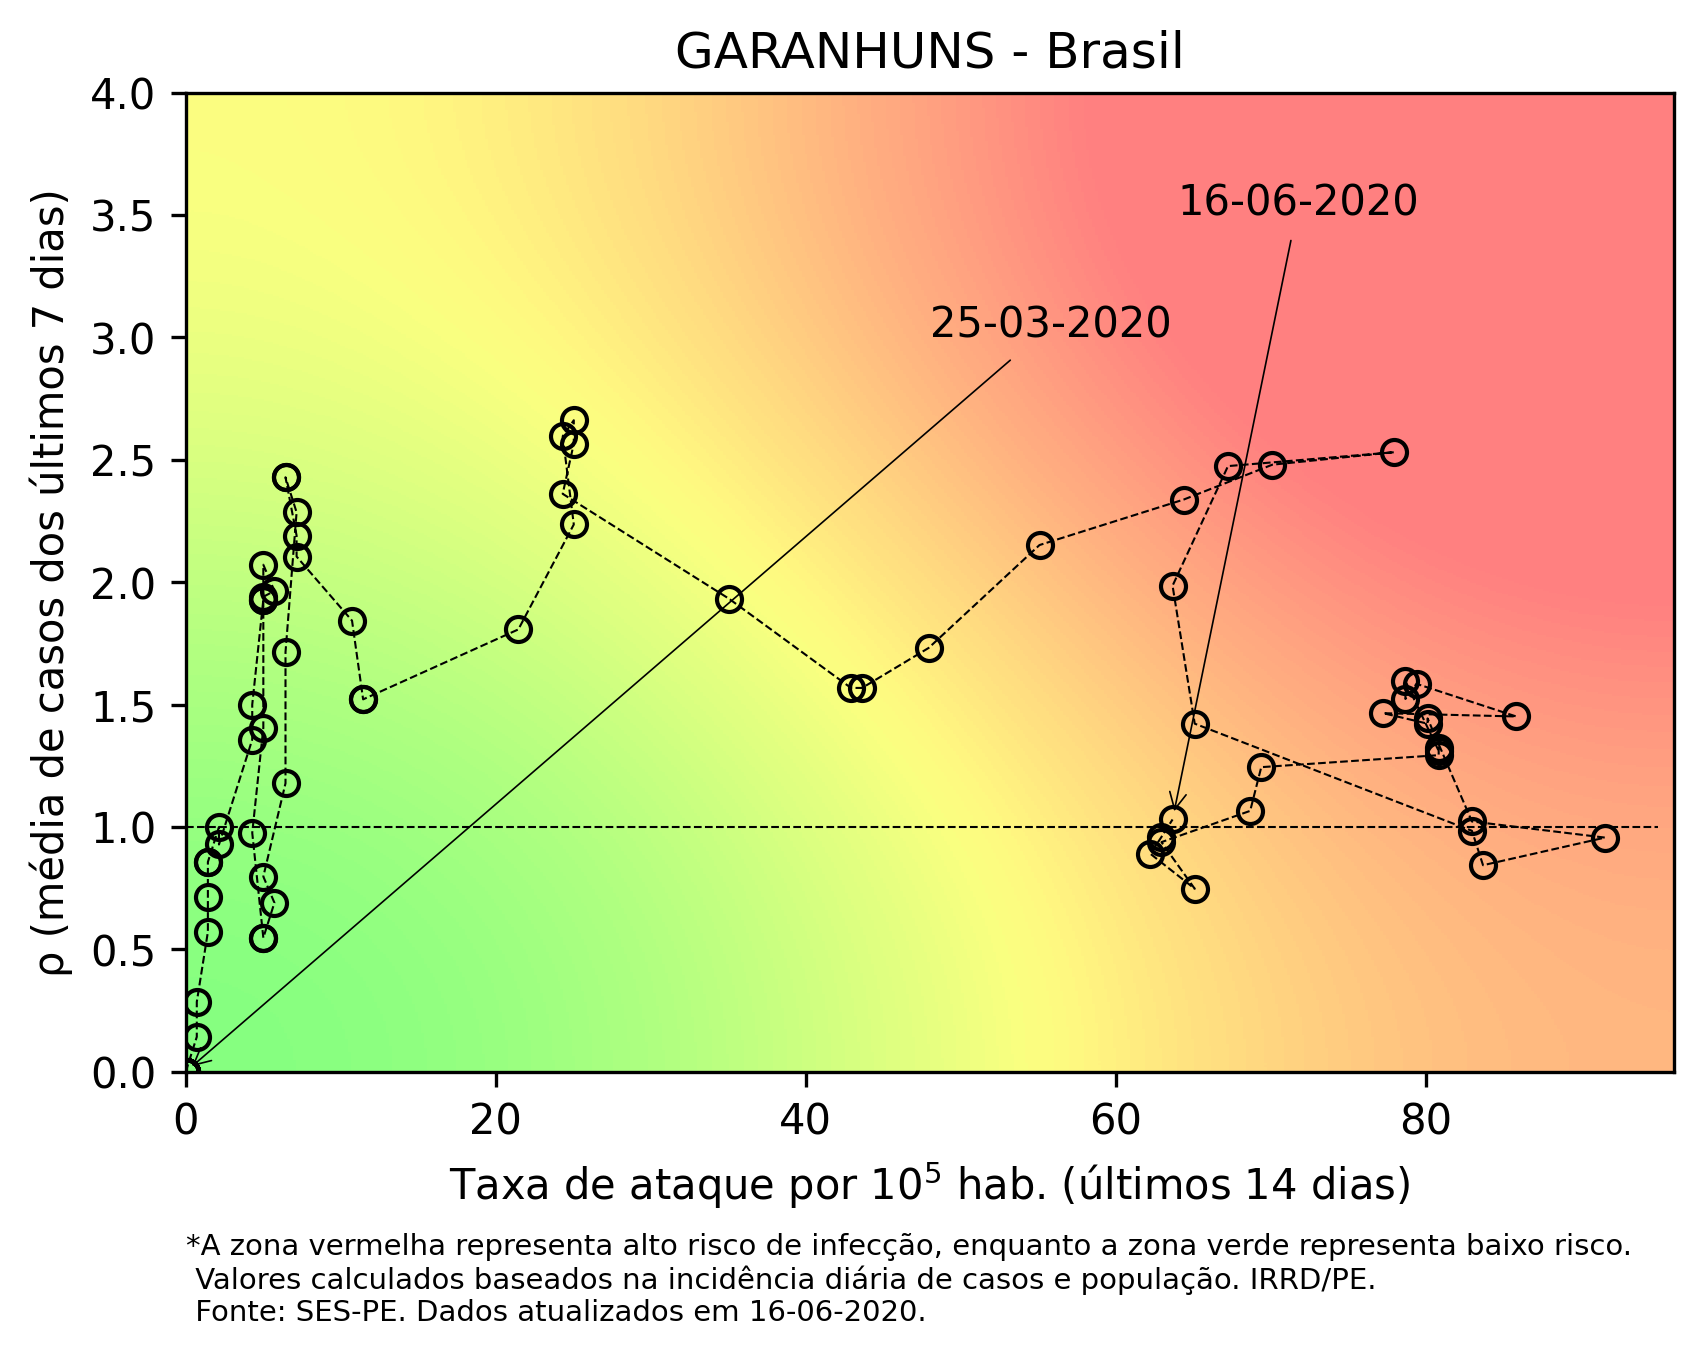 GARANHUNS - Brasil
4.0
3.5
3.0
2.5
2.0
1.5
1.0
0.5
0.0
ρ (média de casos dos últimos 7 dias)
16-06-2020
25-03-2020
0 20 40 60 80
Taxa de ataque por 10⁵ hab. (últimos 14 dias)
*A zona vermelha representa alto risco de infecção, enquanto a zona verde representa baixo risco.
Valores calculados baseados na incidência diária de casos e população. IRRD/PE.
Fonte: SES-PE. Dados atualizados em 16-06-2020.